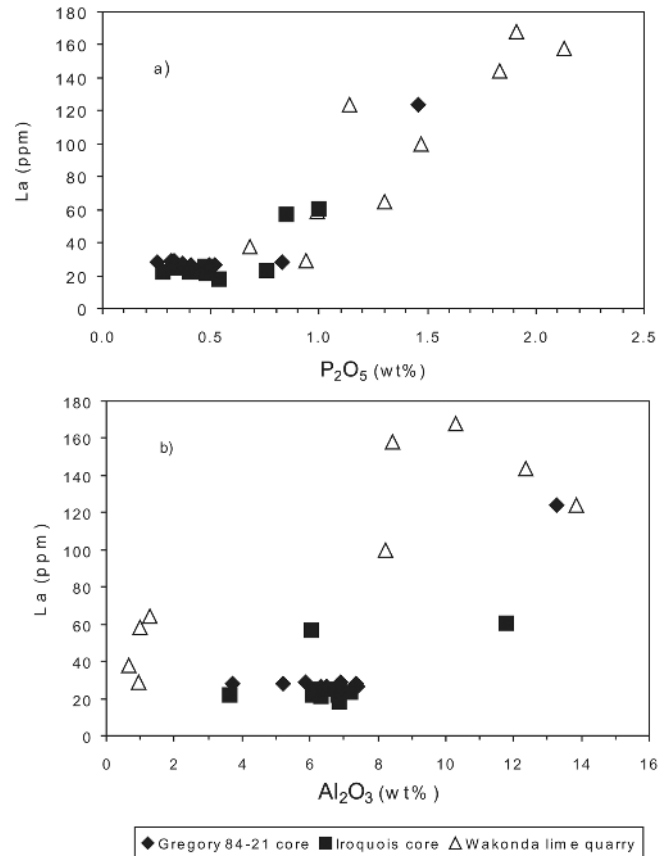 180
160
140
120
100
80
60
40
20
0
La (ppm)
a)
0.0 0.5 1.0 1.5 2.0 2.5
P₂O₅ (wt%)
180
160
140
120
100
80
60
40
20
0
La (ppm)
b)
0 2 4 6 8 10 12 14 16
Al₂O₃ (wt%)
Gregory 84-21 core Iroquois core Wakonda lime quarry